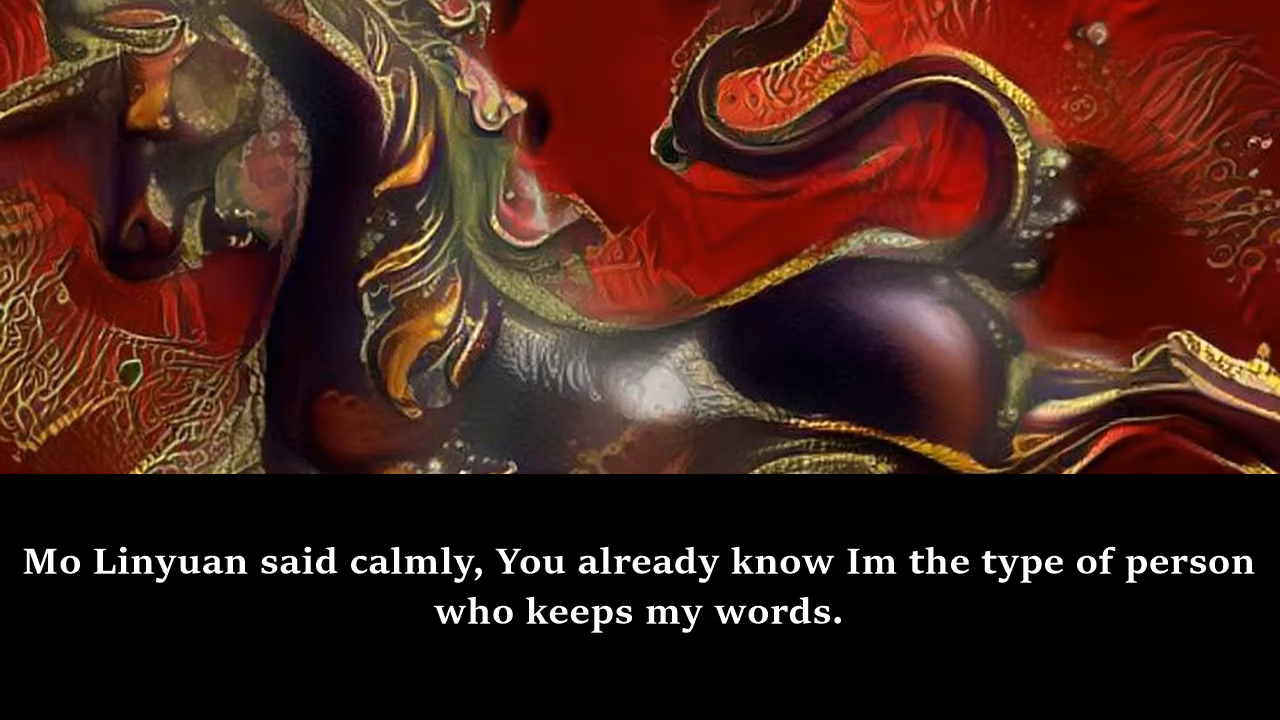 Mo Linyuan said calmly, You already know Im the type of person
who keeps my words.